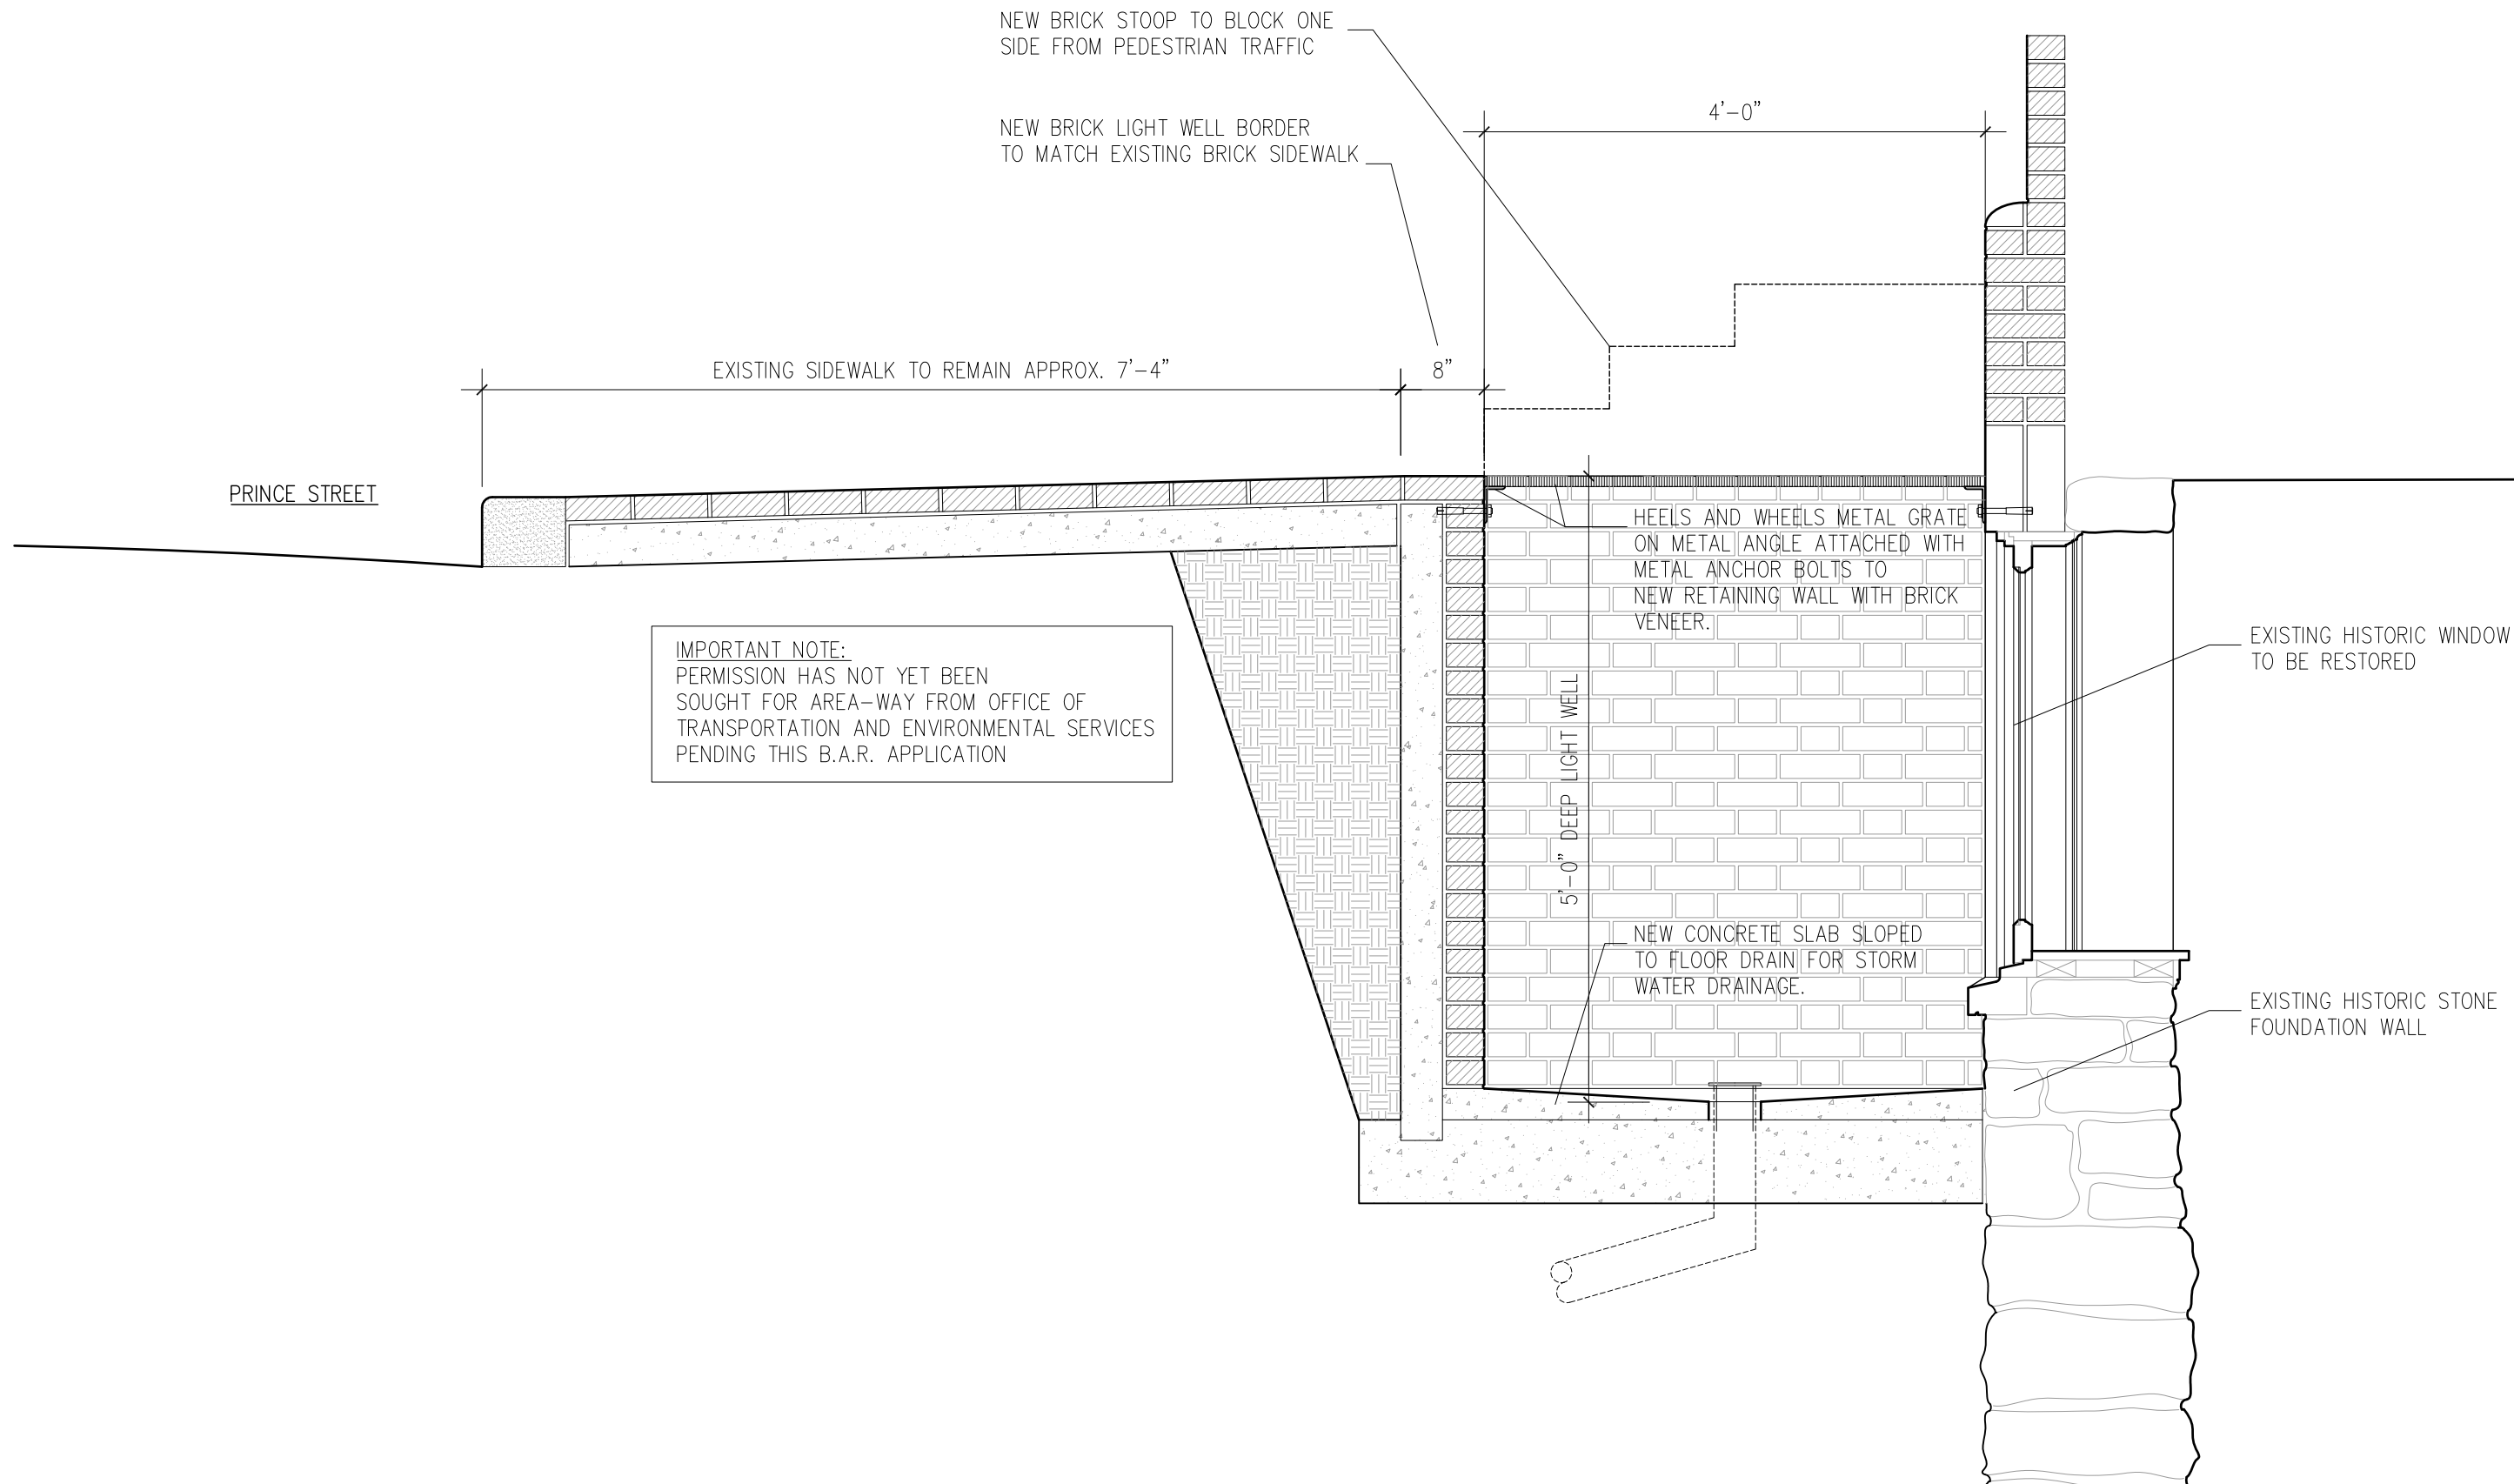 NEW BRICK STOOP TO BLOCK ONE
SIDE FROM PEDESTRIAN TRAFFIC
NEW BRICK LIGHT WELL BORDER
TO MATCH EXISTING BRICK SIDEWALK
4'-0"
EXISTING SIDEWALK TO REMAIN APPROX. 7'-4"
8"
PRINCE STREET
HEELS AND WHEELS METAL GRATE
ON METAL ANGLE ATTACHED WITH
METAL ANCHOR BOLTS TO
NEW RETAINING WALL WITH BRICK
VENEER.
IMPORTANT NOTE:
PERMISSION HAS NOT YET BEEN
SOUGHT FOR AREA-WAY FROM OFFICE OF
TRANSPORTATION AND ENVIRONMENTAL SERVICES
PENDING THIS B.A.R. APPLICATION
EXISTING HISTORIC WINDOW
TO BE RESTORED
5'-0" DEEP LIGHT WELL
NEW CONCRETE SLAB SLOPED
TO FLOOR DRAIN FOR STORM
WATER DRAINAGE.
EXISTING HISTORIC STONE
FOUNDATION WALL